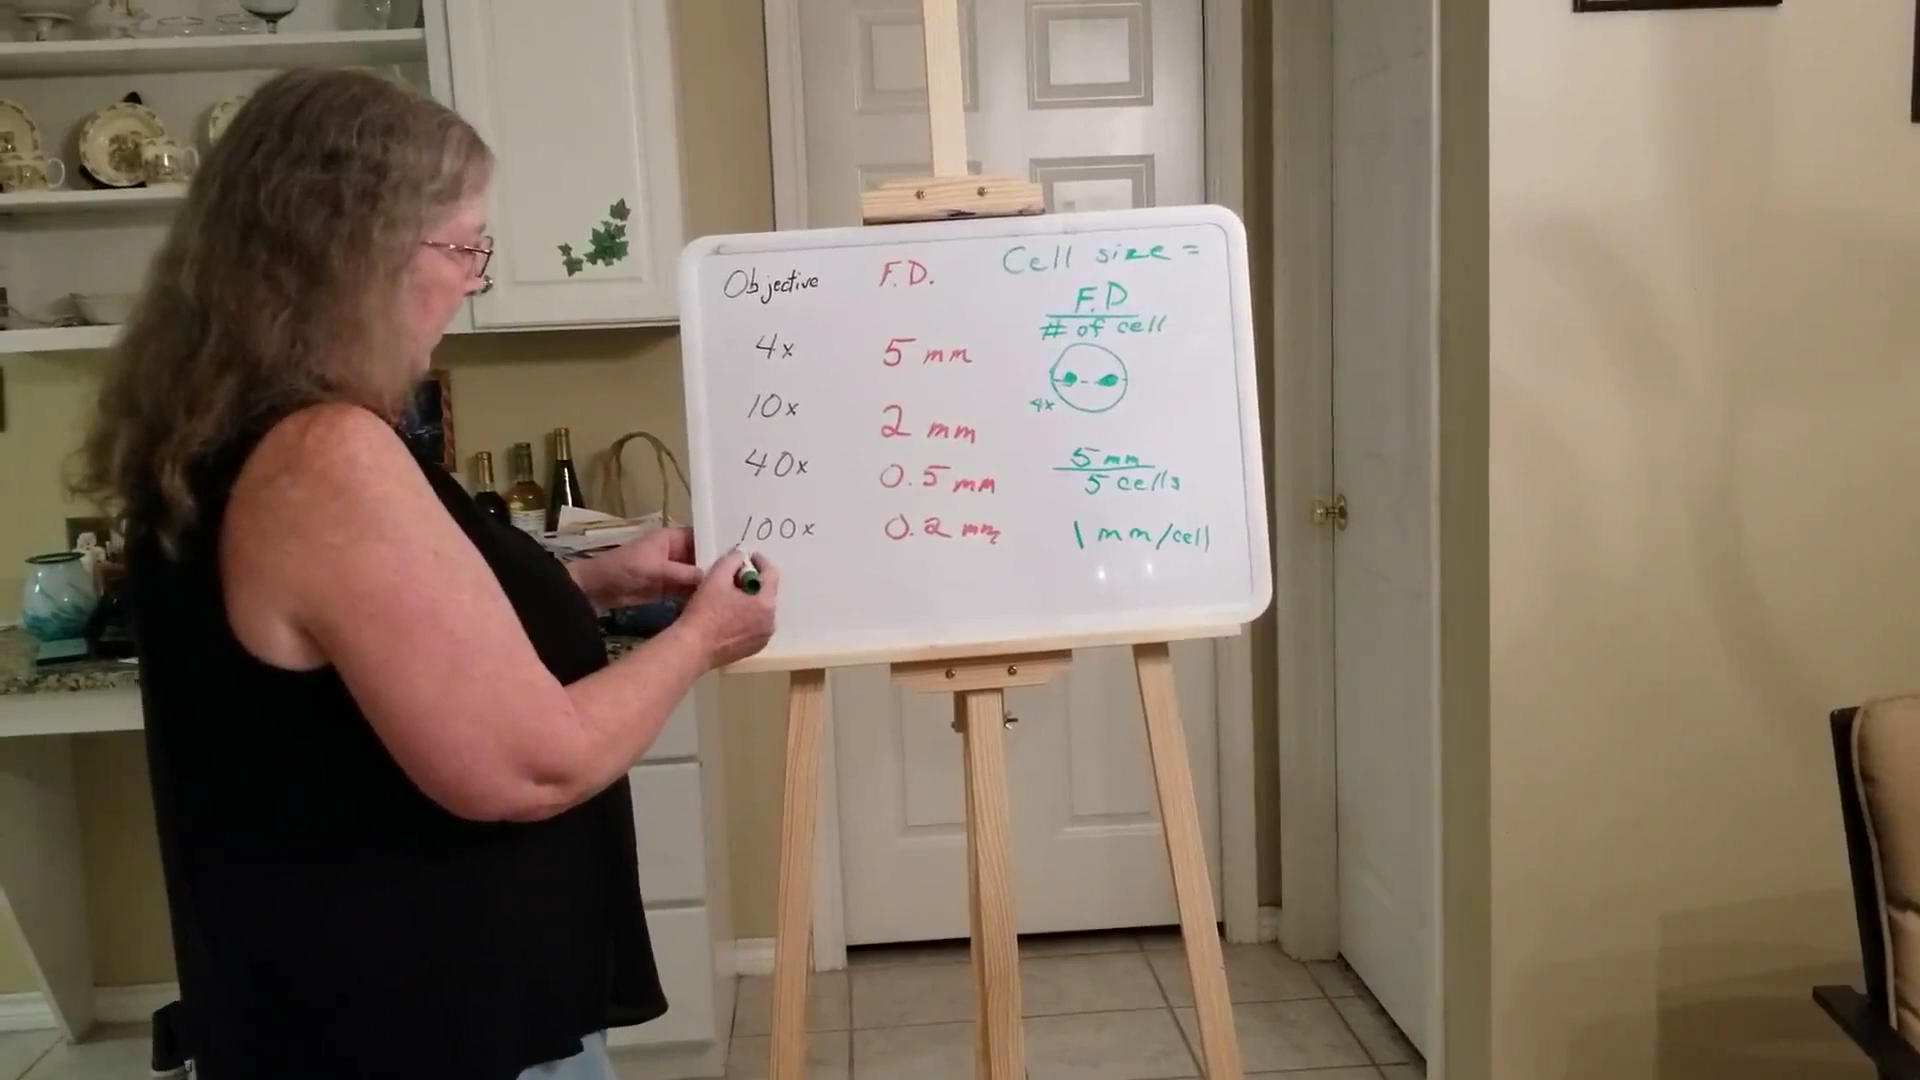 Objective F.D. Cell size =
F.D
# of cell
4x 5 mm
4x
10x 2 mm
40x 0.5 mm 5 mm
5 cells
100x 0.2 mm 1 mm/cell